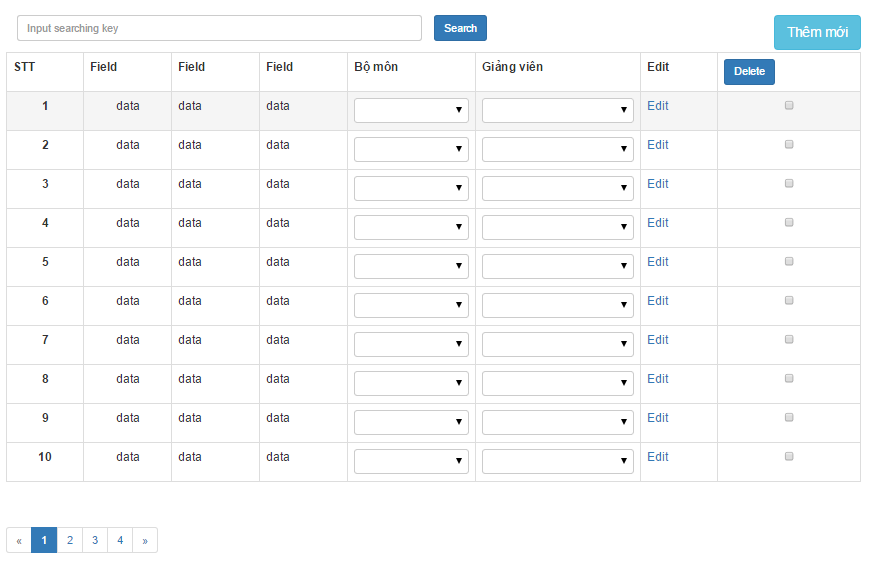 Input searching key Search Thêm mới
STT Field Field Field Bộ môn Giảng viên Edit Delete
1 data data data Edit
2 data data data Edit
3 data data data Edit
4 data data data Edit
5 data data data Edit
6 data data data Edit
7 data data data Edit
8 data data data Edit
9 data data data Edit
10 data data data Edit
« 1 2 3 4 »